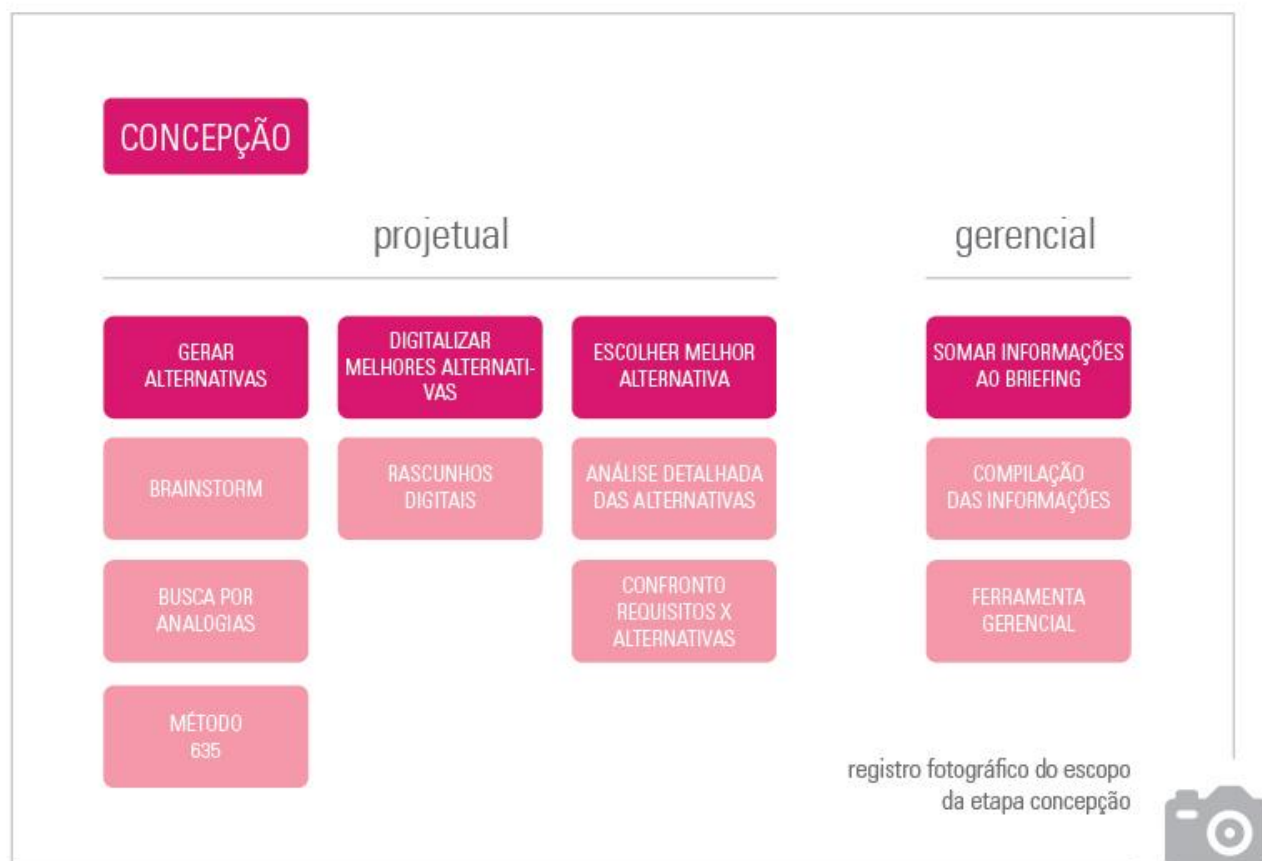 CONCEPÇÃO
projetual
gerencial
GERAR
ALTERNATIVAS
DIGITALIZAR
MELHORES ALTERNATI-
VAS
ESCOLHER MELHOR
ALTERNATIVA
SOMAR INFORMAÇÕES
AO BRIEFING
BRAINSTORM
RASCUNHOS
DIGITAIS
ANÁLISE DETALHADA
DAS ALTERNATIVAS
COMPILAÇÃO
DAS INFORMAÇÕES
BUSCA POR
ANALOGIAS
CONFRONTO
REQUISITOS X
ALTERNATIVAS
FERRAMENTA
GERENCIAL
MÉTODO
635
registro fotográfico do escopo
da etapa concepção